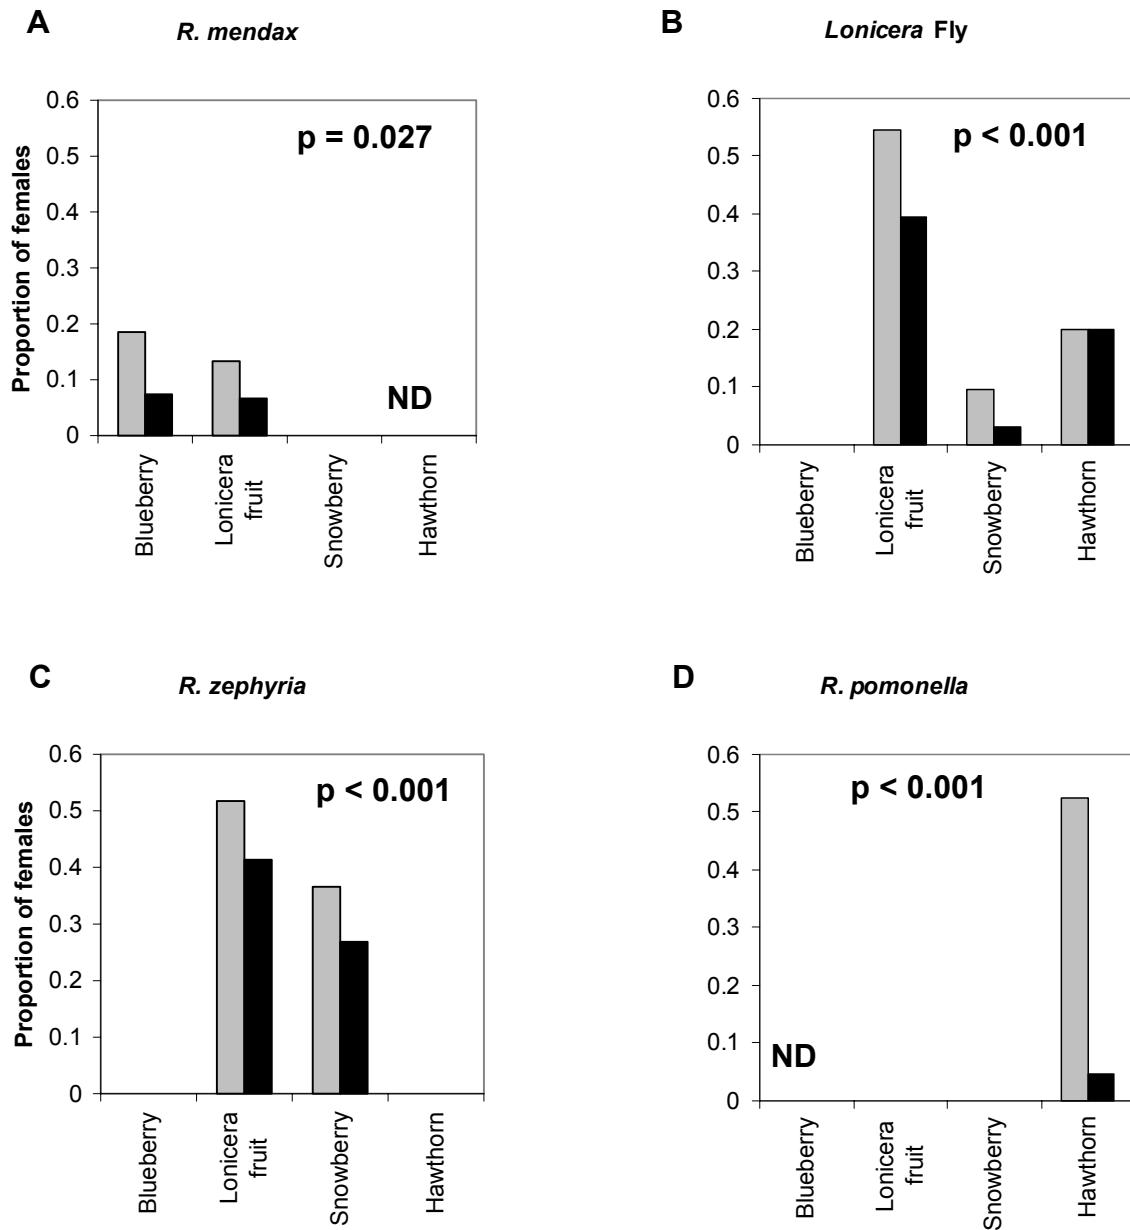 A
R. mendax
Proportion of females
0.6
0.5
0.4
0.3
0.2
0.1
0
p = 0.027
ND
Blueberry
Lonicera
fruit
Snowberry
Hawthorn
B
Lonicera Fly
0.6
0.5
0.4
0.3
0.2
0.1
0
p < 0.001
Blueberry
Lonicera
fruit
Snowberry
Hawthorn
C
R. zephyria
Proportion of females
0.6
0.5
0.4
0.3
0.2
0.1
0
p < 0.001
Blueberry
Lonicera
fruit
Snowberry
Hawthorn
D
R. pomonella
0.6
0.5
0.4
0.3
0.2
0.1
0
p < 0.001
ND
Blueberry
Lonicera
fruit
Snowberry
Hawthorn